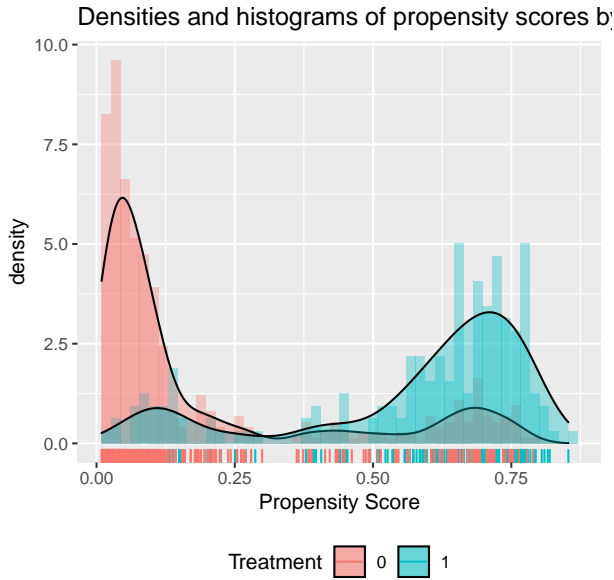 Densities and histograms of propensity scores by
10.0
7.5
5.0
2.5
0.0
density
0.00 0.25 0.50 0.75
Propensity Score
Treatment 0 1